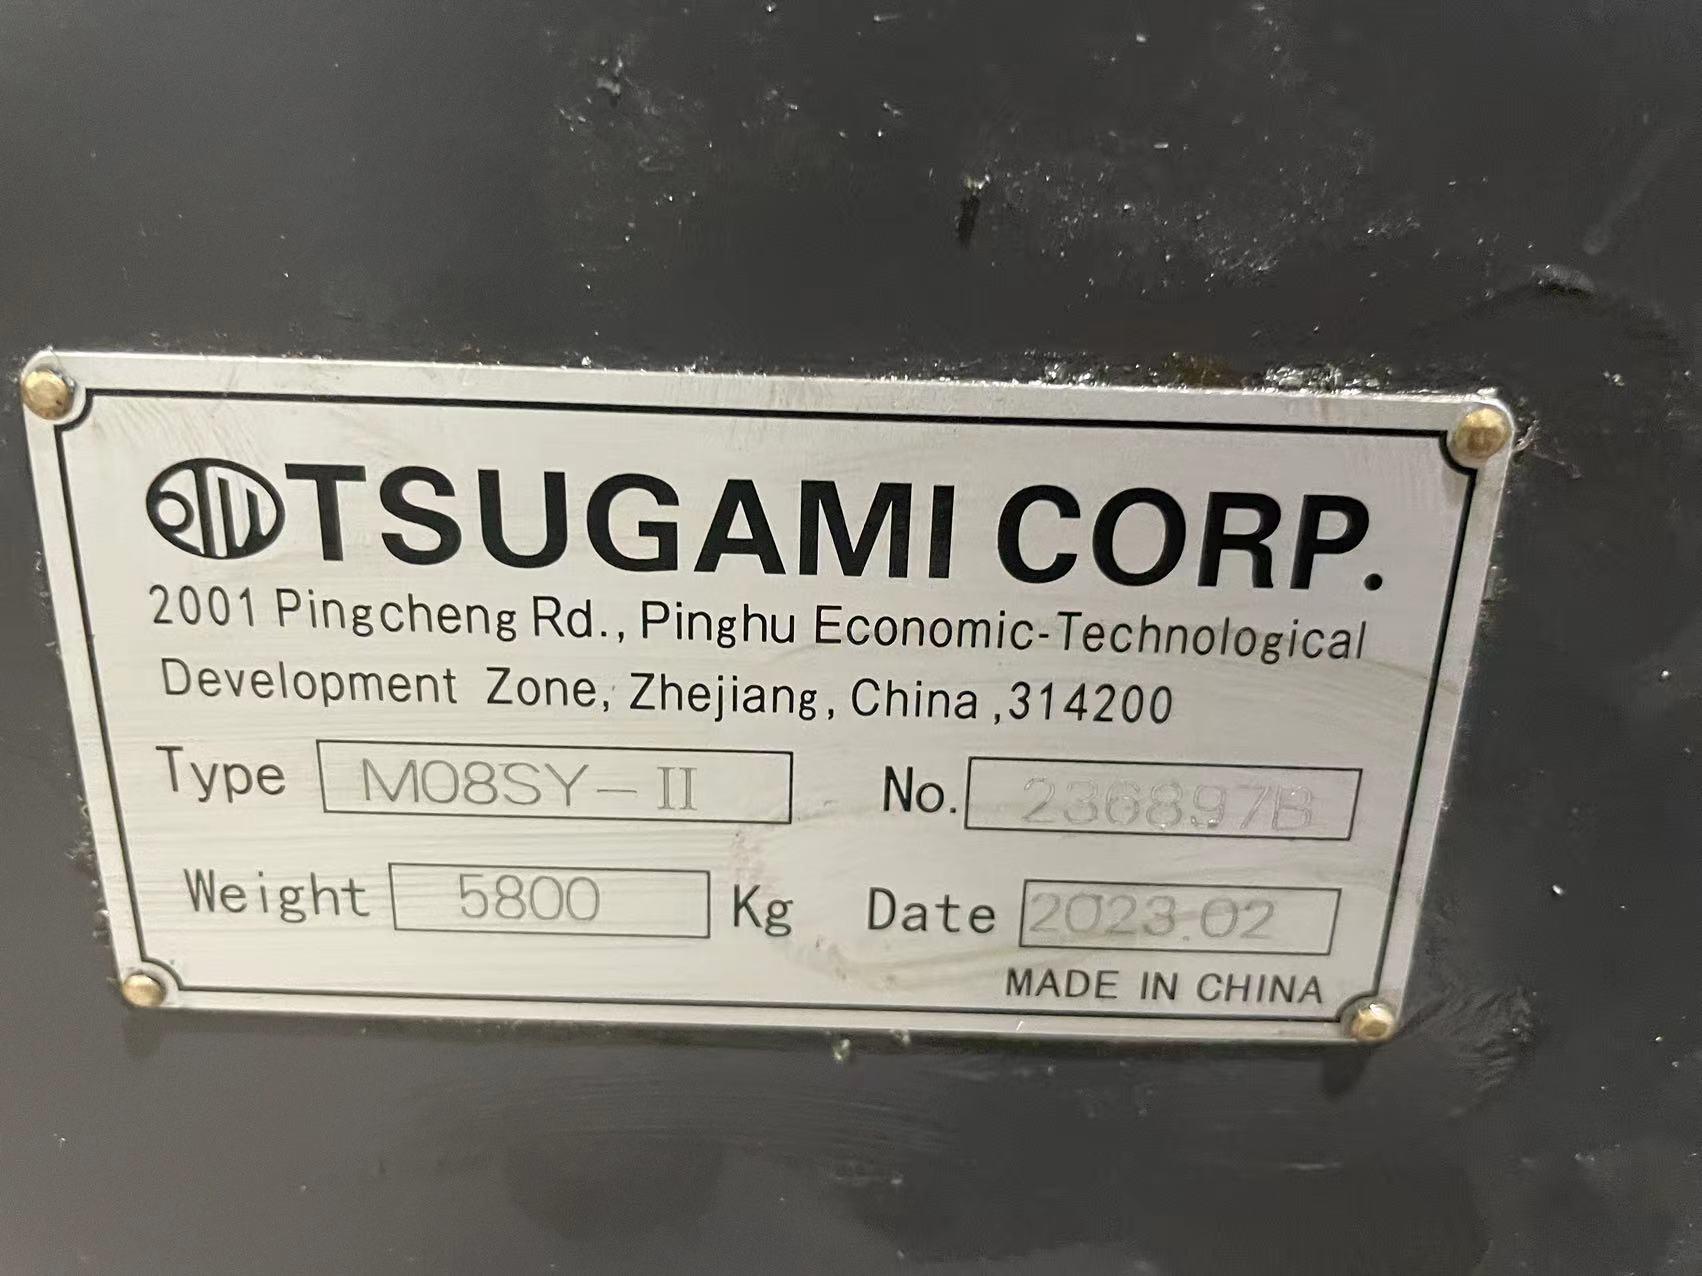 TSUGAMI CORP.
2001 Pingcheng Rd., Pinghu Economic-Technological
Development Zone, Zhejiang, China ,314200
Type M08SY-II No. 236897B
Weight 5800 Kg Date 2023.02
MADE IN CHINA